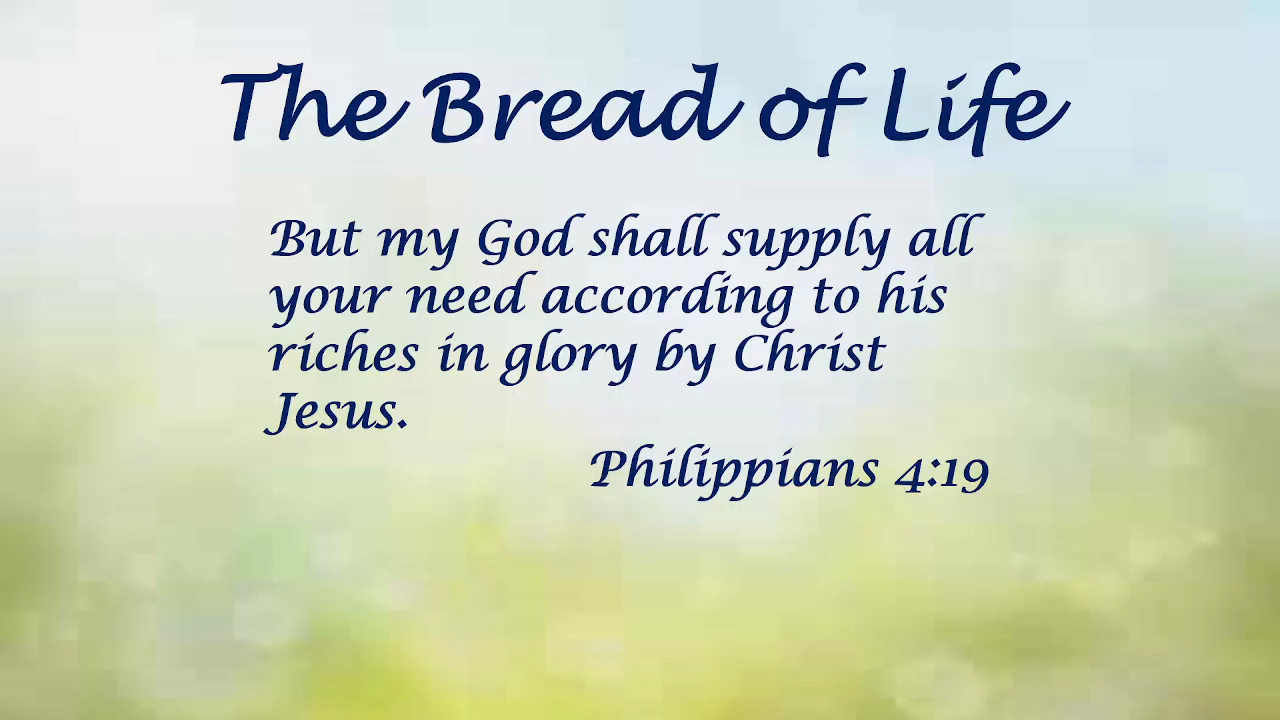 The Bread of Life
But my God shall supply all
your need according to his
riches in glory by Christ
Jesus.
Philippians 4:19